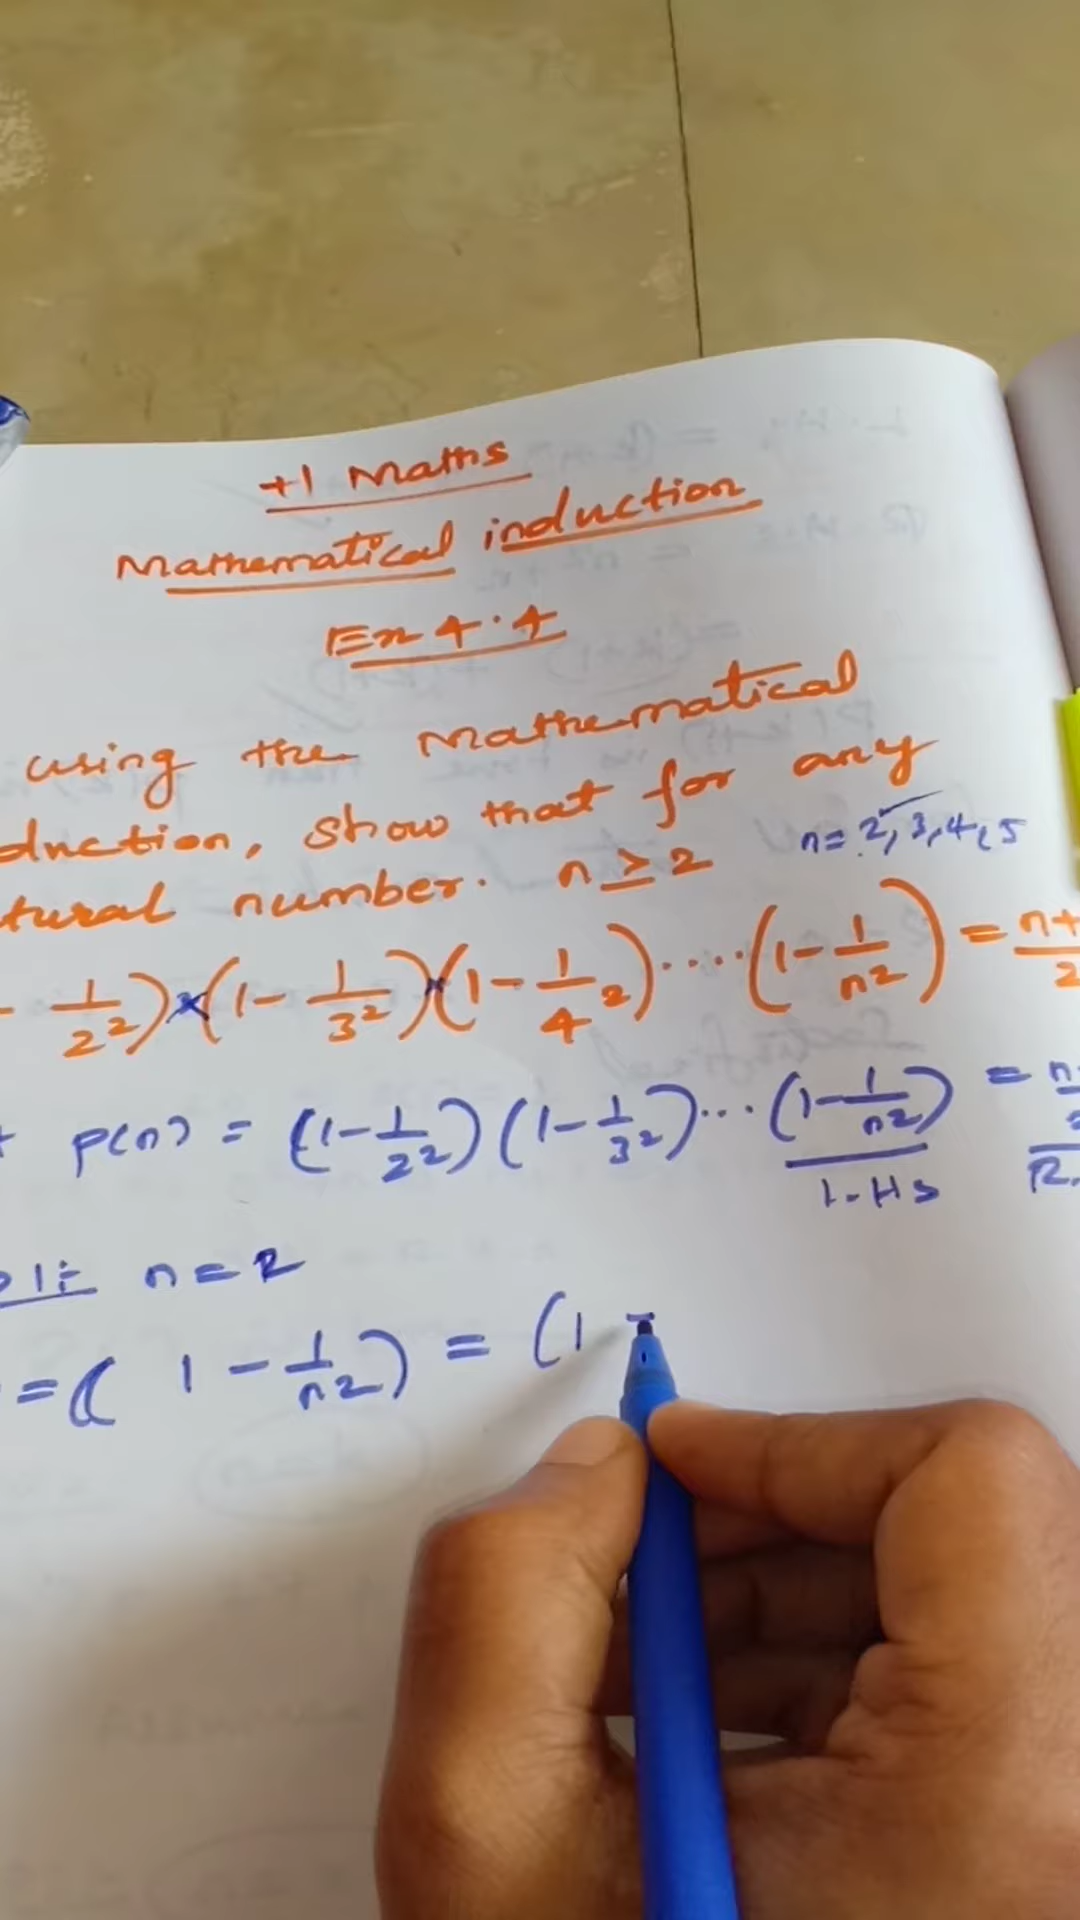 +1 Maths
Mathematical induction
Ex 4.4
using the Mathematical
duction, show that for any
tural number. n ≥ 2 n = 2, 3, 4, 5
- 1/2²) × (1 - 1/3²) × (1 - 1/4²) .... (1 - 1/n²) = n+/2
p(n) = (1 - 1/2²) (1 - 1/3²) ... (1 - 1/n²) = n
L.Hs R.
n = 2
= (1 - 1/n²) = (1 -